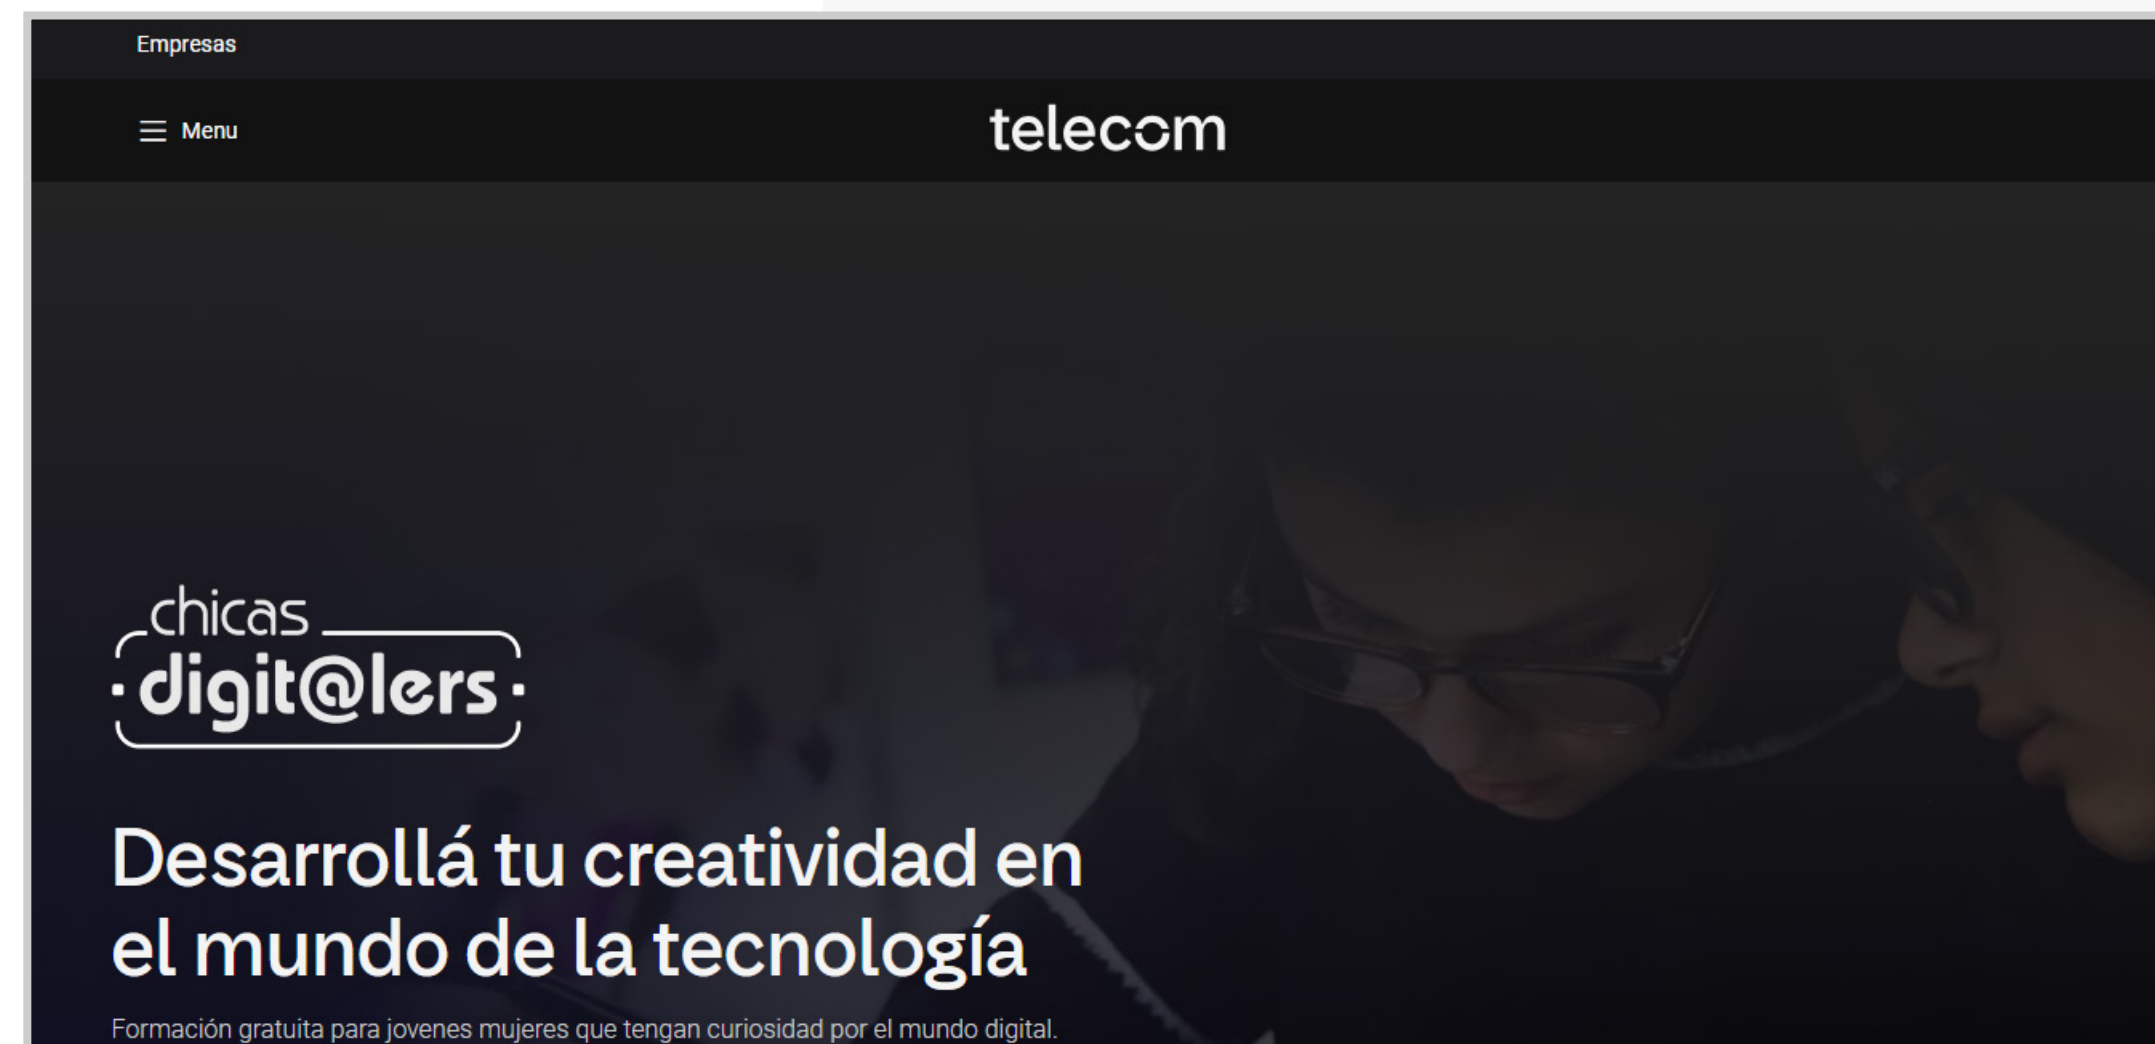 Empresas
Menu
telecom
chicas
digit@lers
Desarrollá tu creatividad en
el mundo de la tecnología
Formación gratuita para jovenes mujeres que tengan curiosidad por el mundo digital.